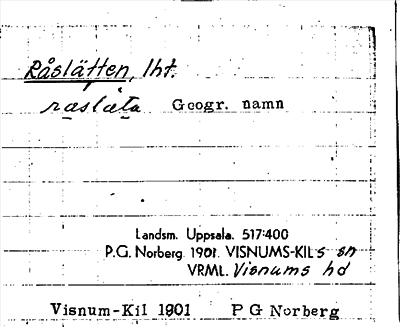 Råslätten, lht.
råslata Geogr. namn
Landsm. Uppsala. 517:400
P.G. Norberg. 1901. VISNUMS-KILS sn
VRML. Visnums hd
Visnum-Kil 1901 P G Norberg